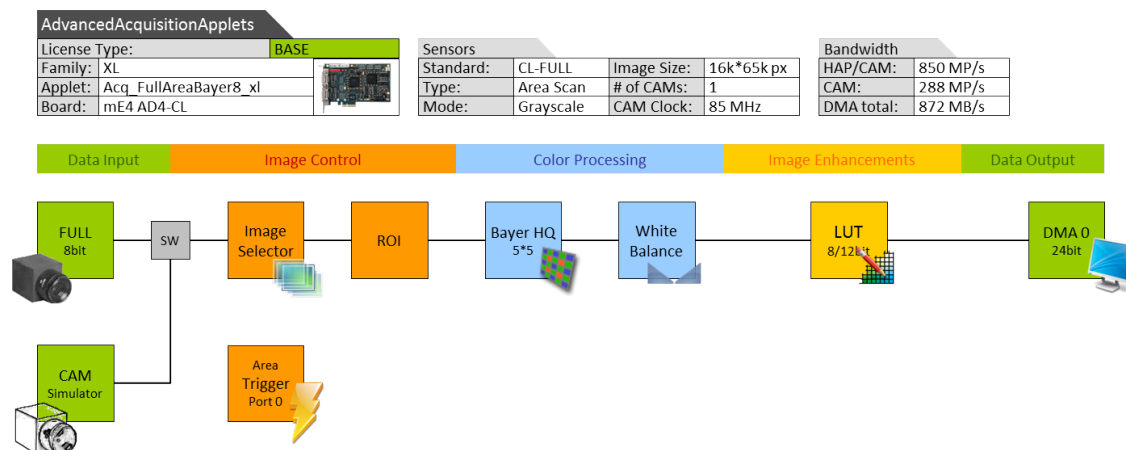 AdvancedAcquisitionApplets
License Type: BASE
Family: XL
Applet: Acq_FullAreaBayer8_xl
Board: mE4 AD4-CL
Sensors
Standard: CL-FULL Image Size: 16k*65k px
Type: Area Scan # of CAMs: 1
Mode: Grayscale CAM Clock: 85 MHz
Bandwidth
HAP/CAM: 850 MP/s
CAM: 288 MP/s
DMA total: 872 MB/s
Data Input Image Control Color Processing Image Enhancements Data Output
FULL
8bit
SW
Image
Selector
ROI
Bayer HQ
5*5
White
Balance
LUT
8/12bit
DMA 0
24bit
CAM
Simulator
Area
Trigger
Port 0